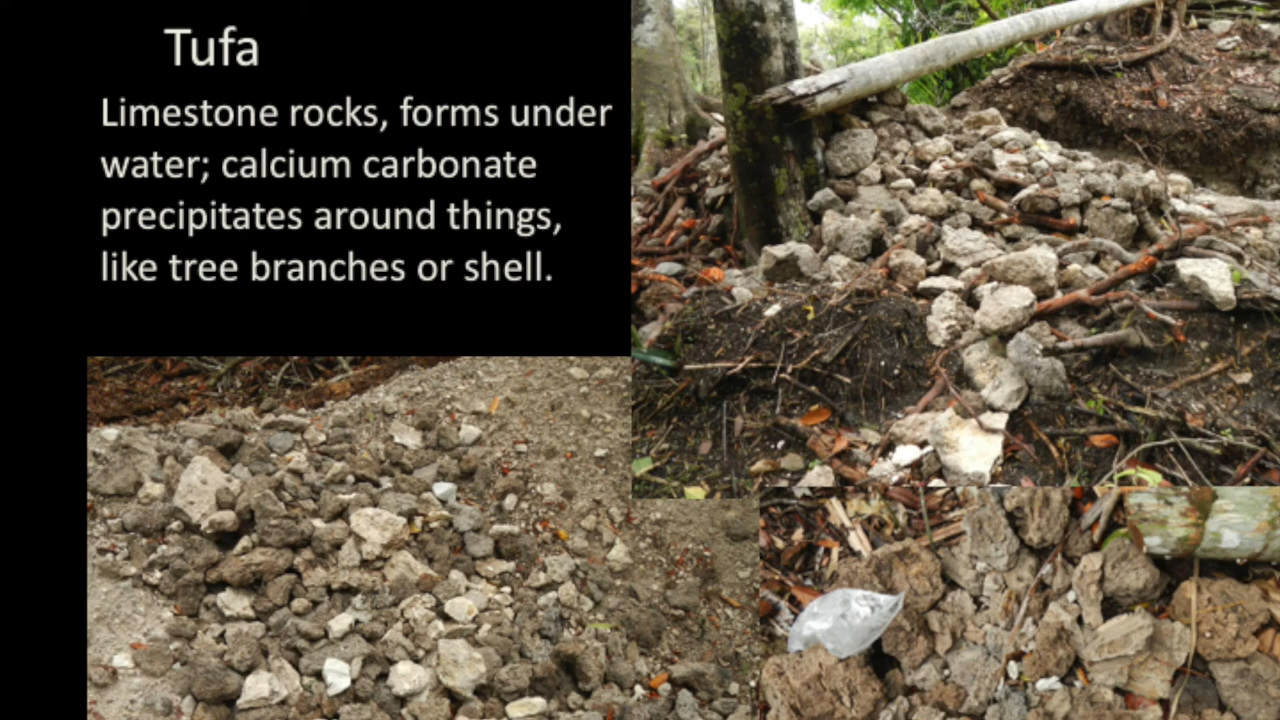 Tufa
Limestone rocks, forms under
water; calcium carbonate
precipitates around things,
like tree branches or shell.